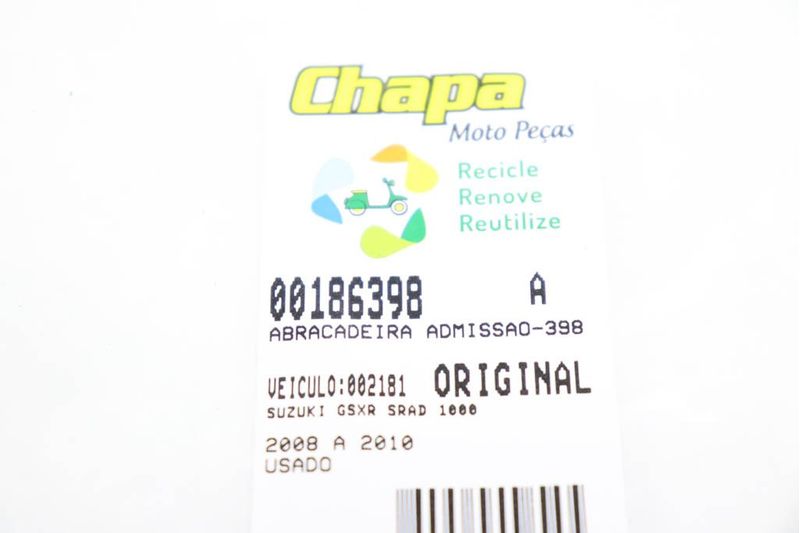 Chapa
Moto Peças
Recicle
Renove
Reutilize
00186398 A
ABRACADEIRA ADMISSAO-398
VEICULO:002181 ORIGINAL
SUZUKI GSXR SRAD 1000
2008 A 2010
USADO